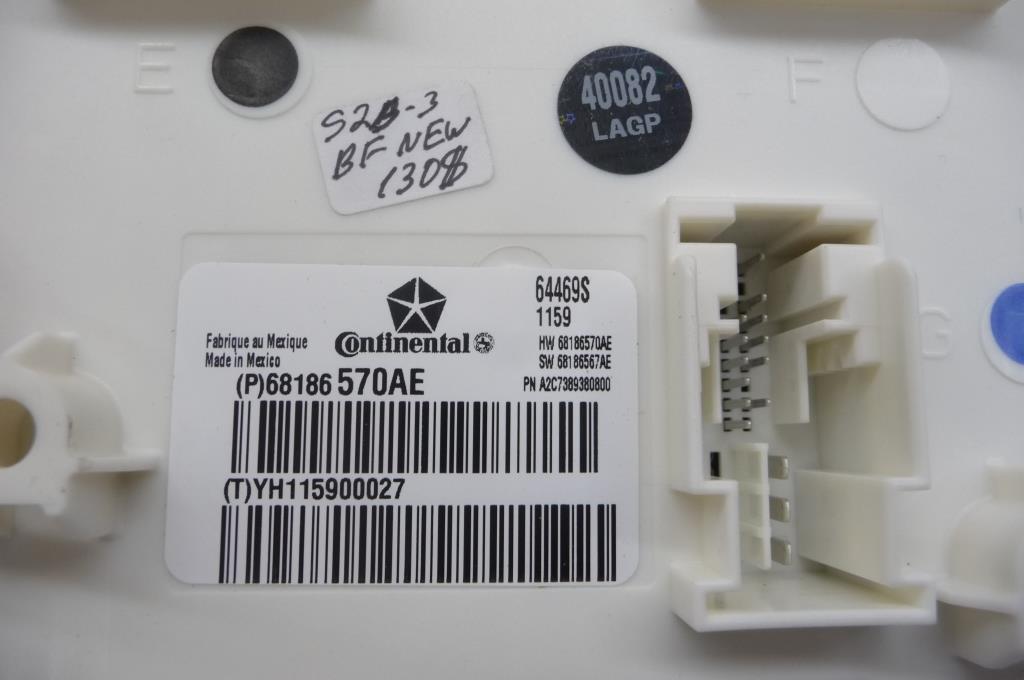 E
S2B-3
BF NEW
130$
40082
LAGP
F
G
Fabrique au Mexique
Made in Mexico
Continental
64469S
1159
HW 68186570AE
SW 68186567AE
PN A2C7389380800
(P)68186 570AE
(T)YH115900027